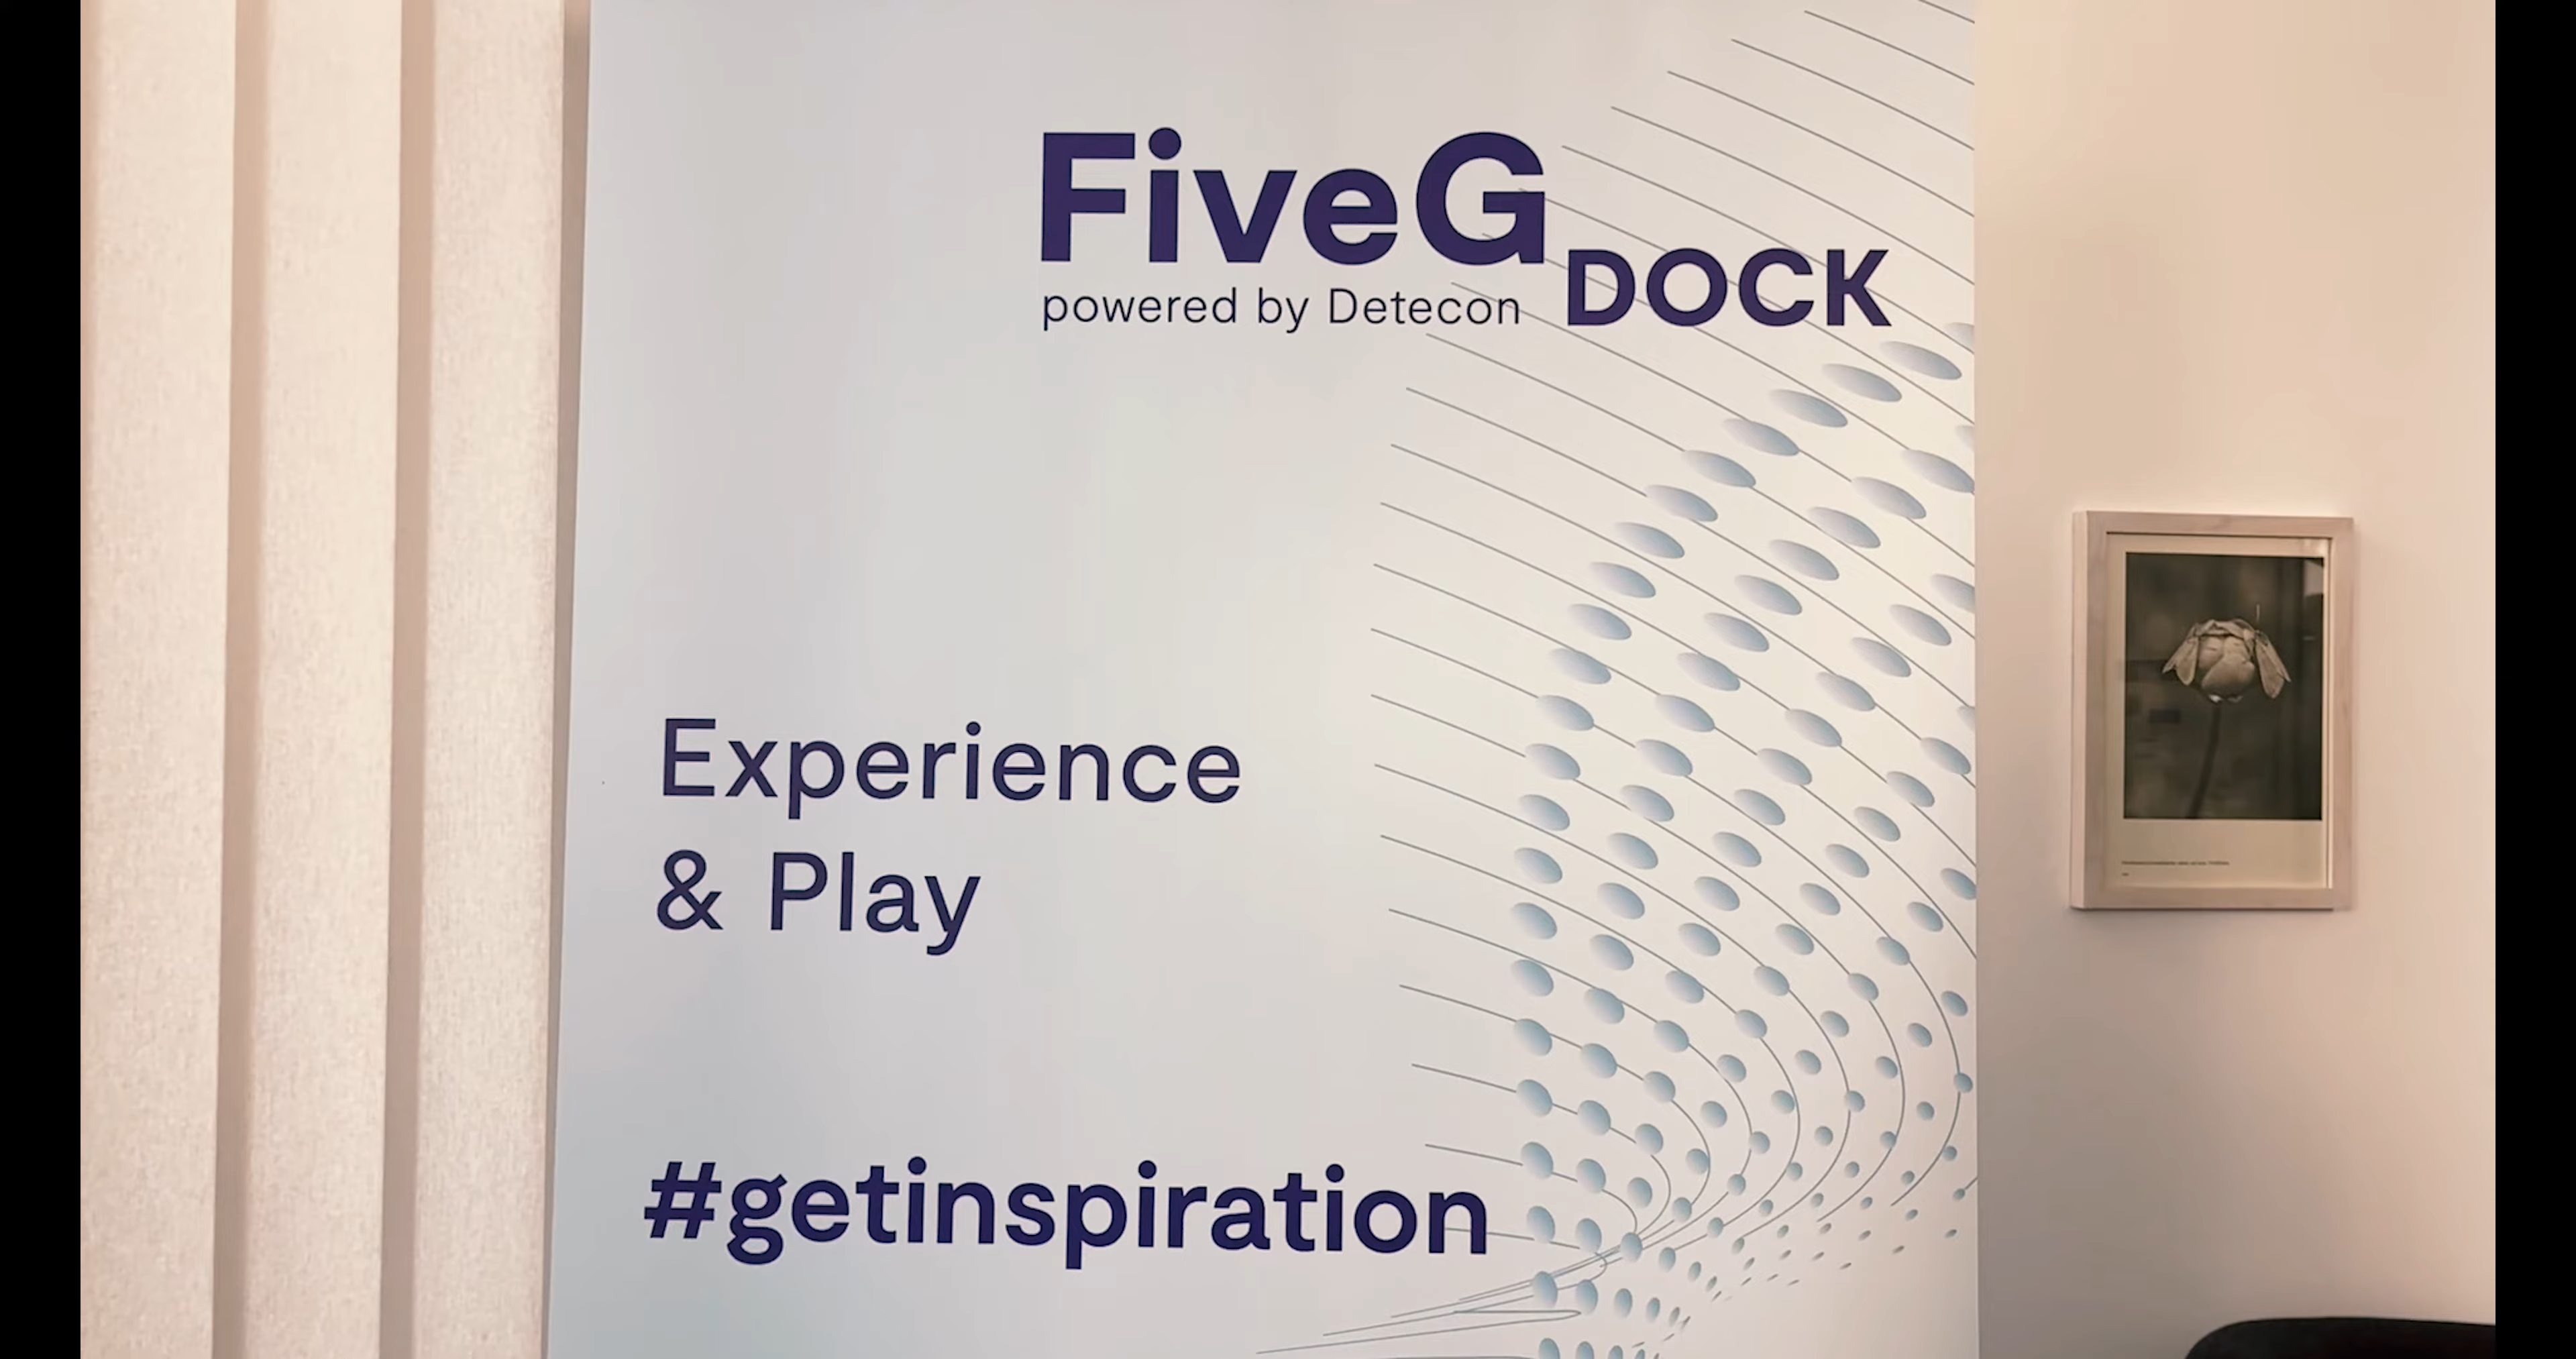 FiveG DOCK
powered by Detecon
Experience
& Play
#getinspiration